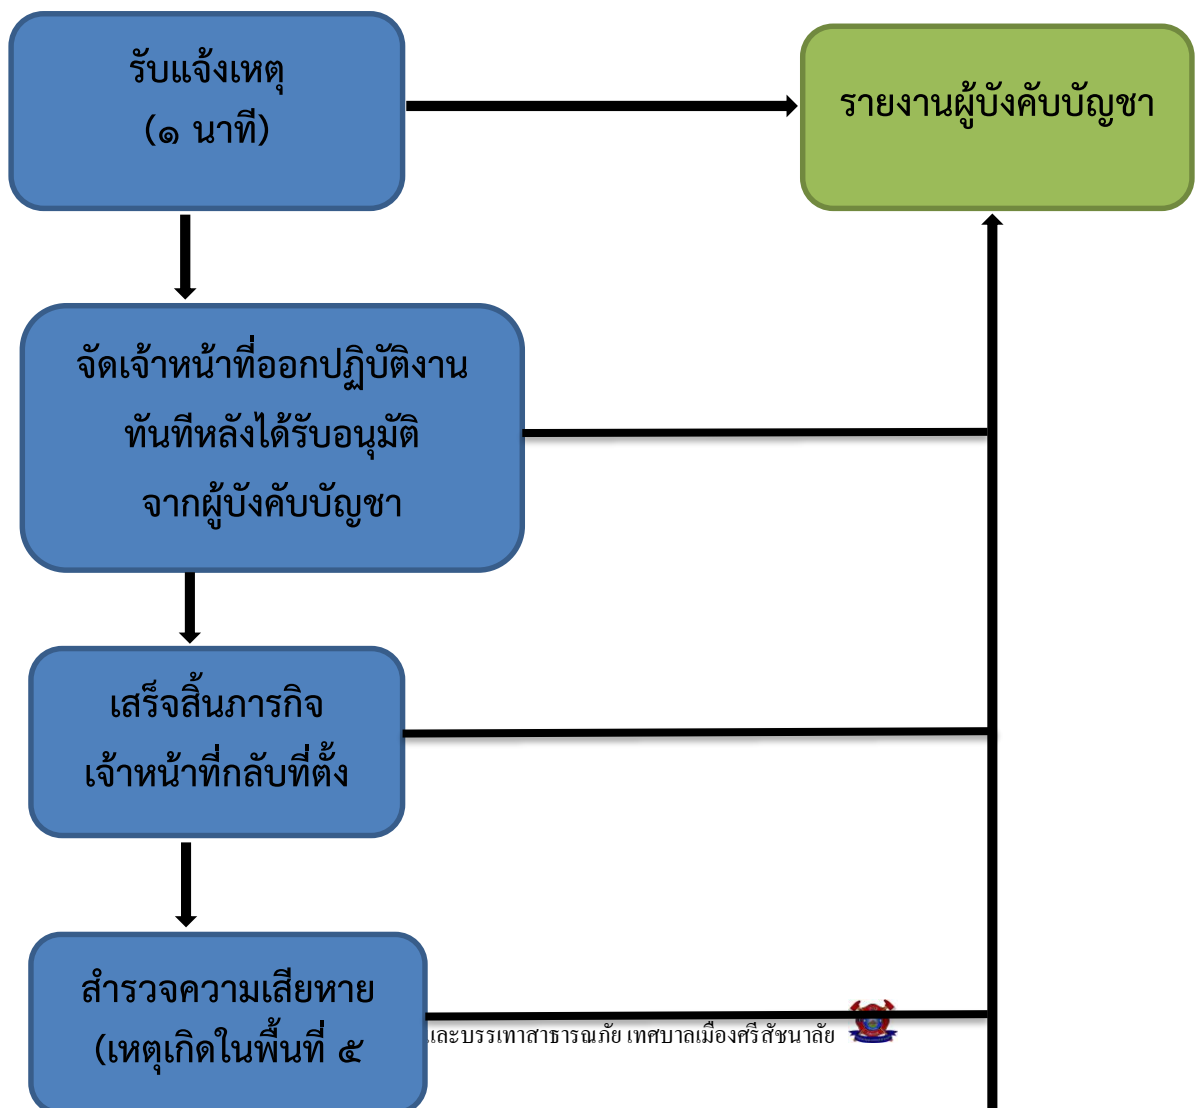 รับแจ้งเหตุ
(๑ นาที)
รายงานผู้บังคับบัญชา
จัดเจ้าหน้าที่ออกปฏิบัติงาน
ทันทีหลังได้รับอนุมัติ
จากผู้บังคับบัญชา
เสร็จสิ้นภารกิจ
เจ้าหน้าที่กลับที่ตั้ง
สำรวจความเสียหาย
(เหตุเกิดในพื้นที่ ๕
และบรรเทาสาธารณภัย เทศบาลเมืองศรีสัชนาลัย